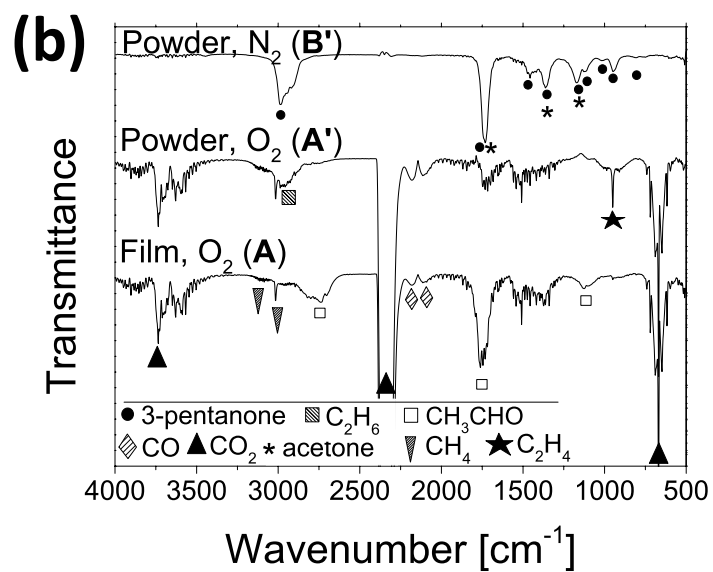 (b)
Powder, N2 (B')
Powder, O2 (A')
Film, O2 (A)
Transmittance
3-pentanone C2H6 CH3CHO
CO CO2 * acetone CH4 C2H4
4000 3500 3000 2500 2000 1500 1000 500
Wavenumber [cm-1]